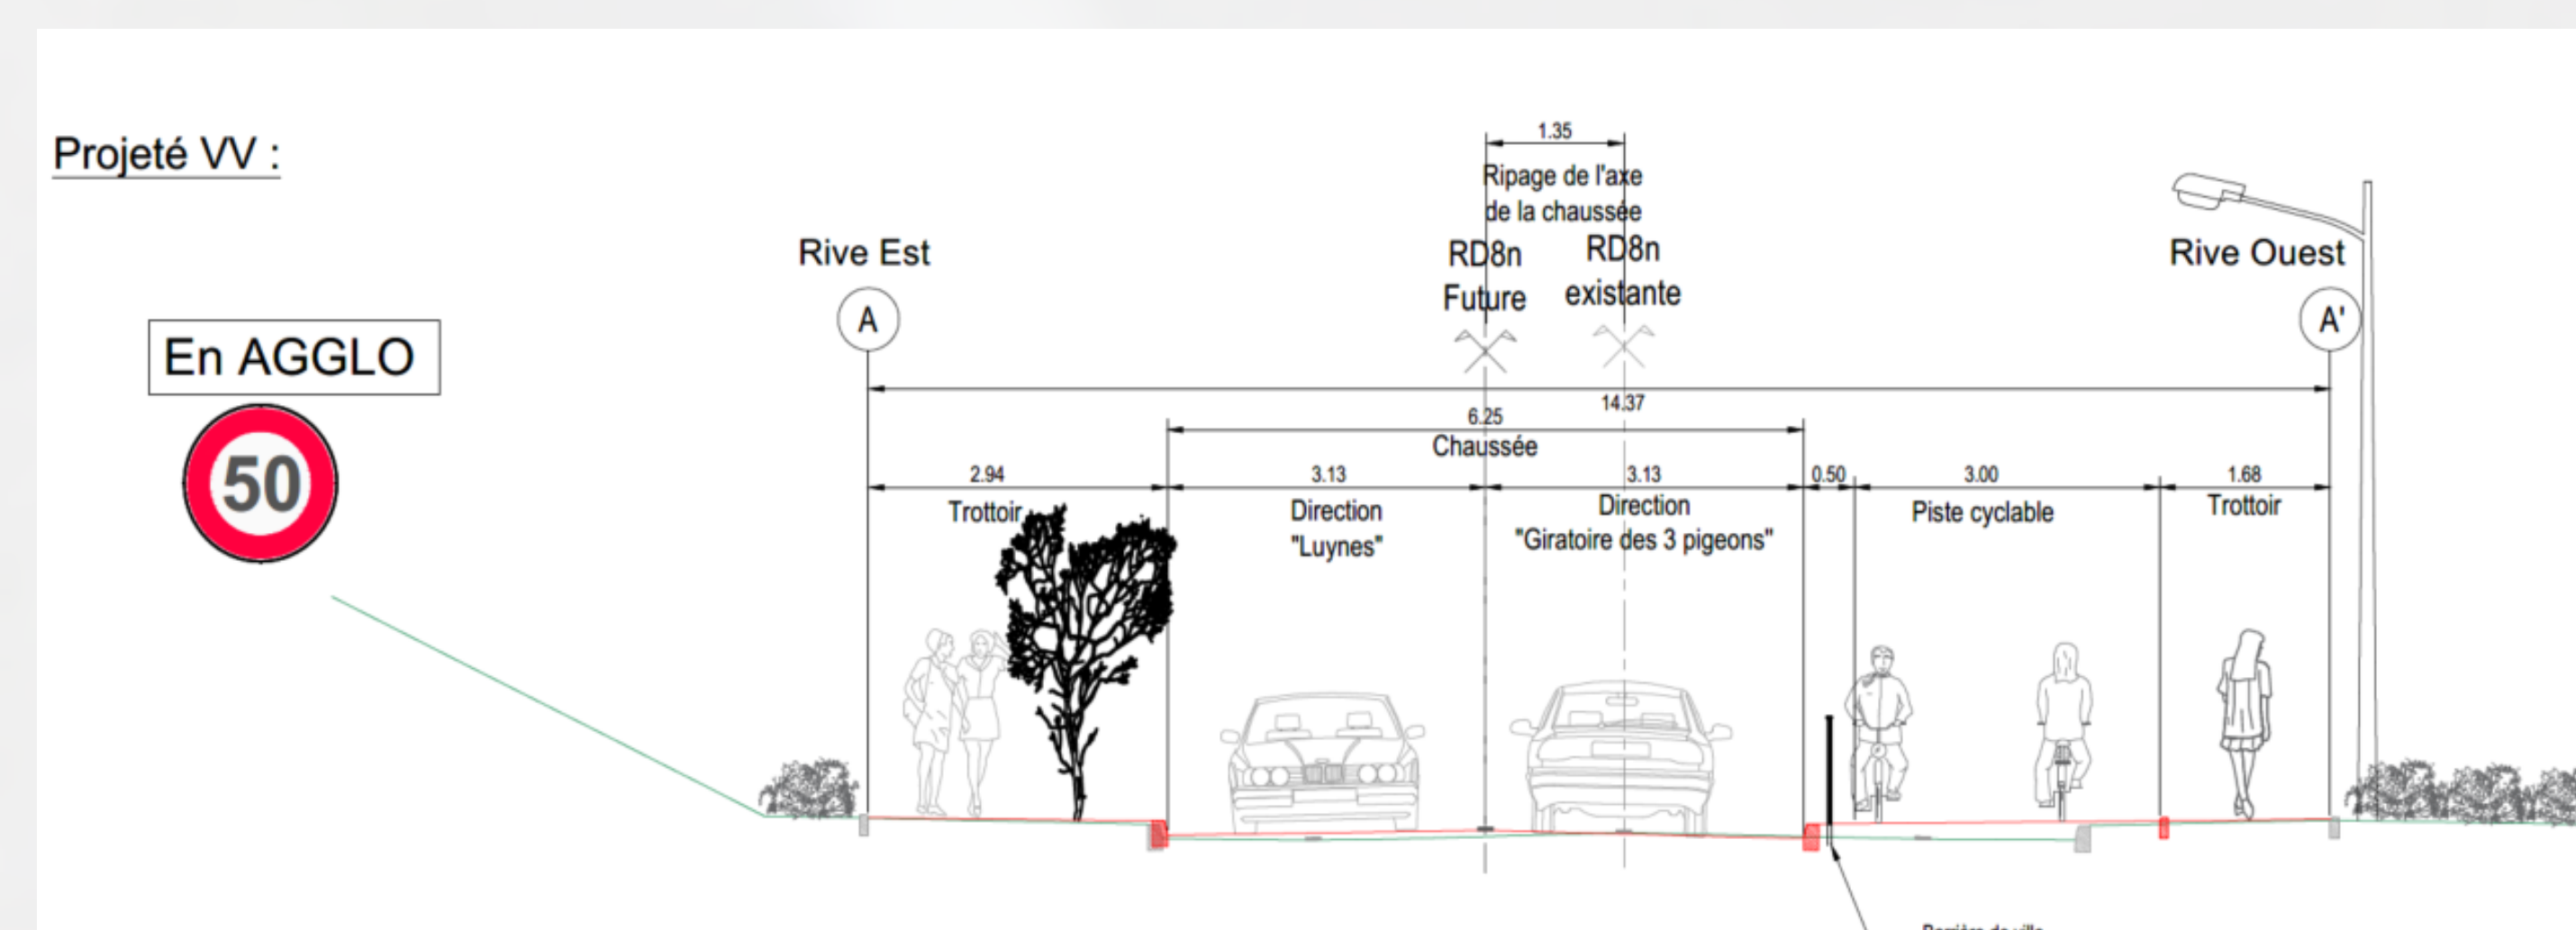 Projeté VV :
1.35
Ripage de l'axe
de la chaussée
RD8n
Future
RD8n
existante
Rive Est
Rive Ouest
A
A'
En AGGLO
50
14.37
6.25
Chaussée
2.94
Trottoir
3.13
Direction
"Luynes"
3.13
Direction
"Giratoire des 3 pigeons"
0.50
3.00
Piste cyclable
1.68
Trottoir